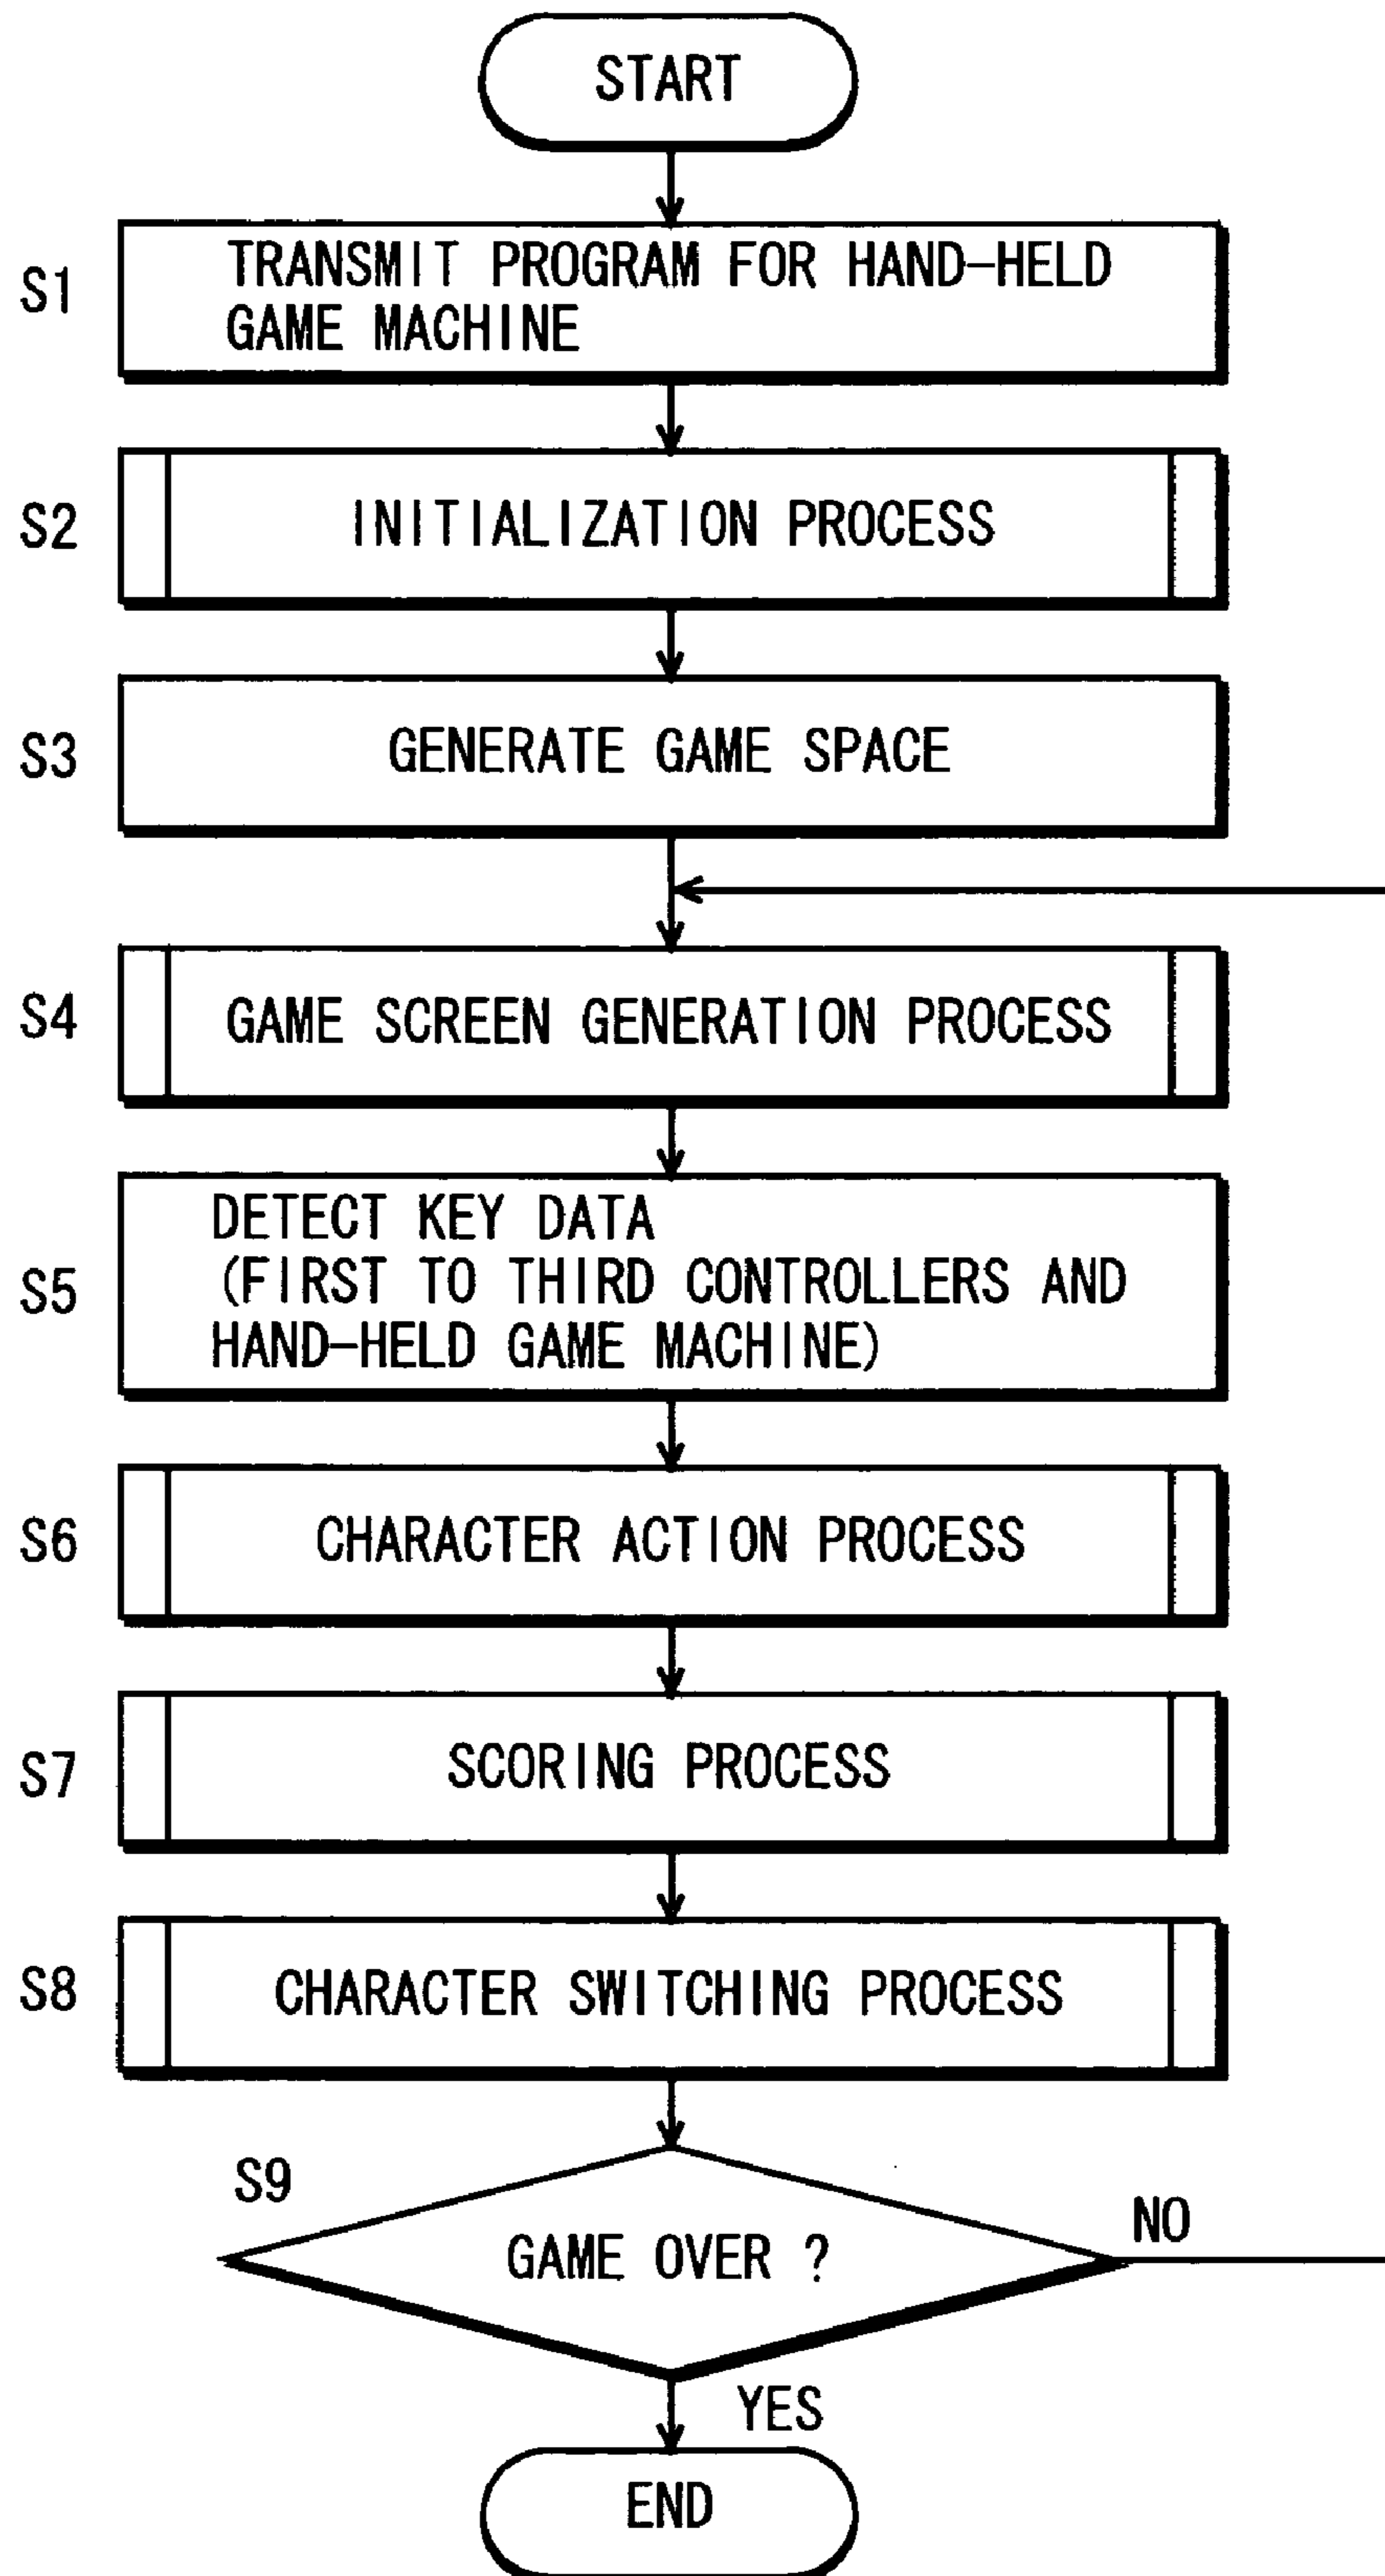 START
S1
TRANSMIT PROGRAM FOR HAND-HELD
GAME MACHINE
S2
INITIALIZATION PROCESS
S3
GENERATE GAME SPACE
S4
GAME SCREEN GENERATION PROCESS
S5
DETECT KEY DATA
(FIRST TO THIRD CONTROLLERS AND
HAND-HELD GAME MACHINE)
S6
CHARACTER ACTION PROCESS
S7
SCORING PROCESS
S8
CHARACTER SWITCHING PROCESS
S9
GAME OVER ?
NO
YES
END